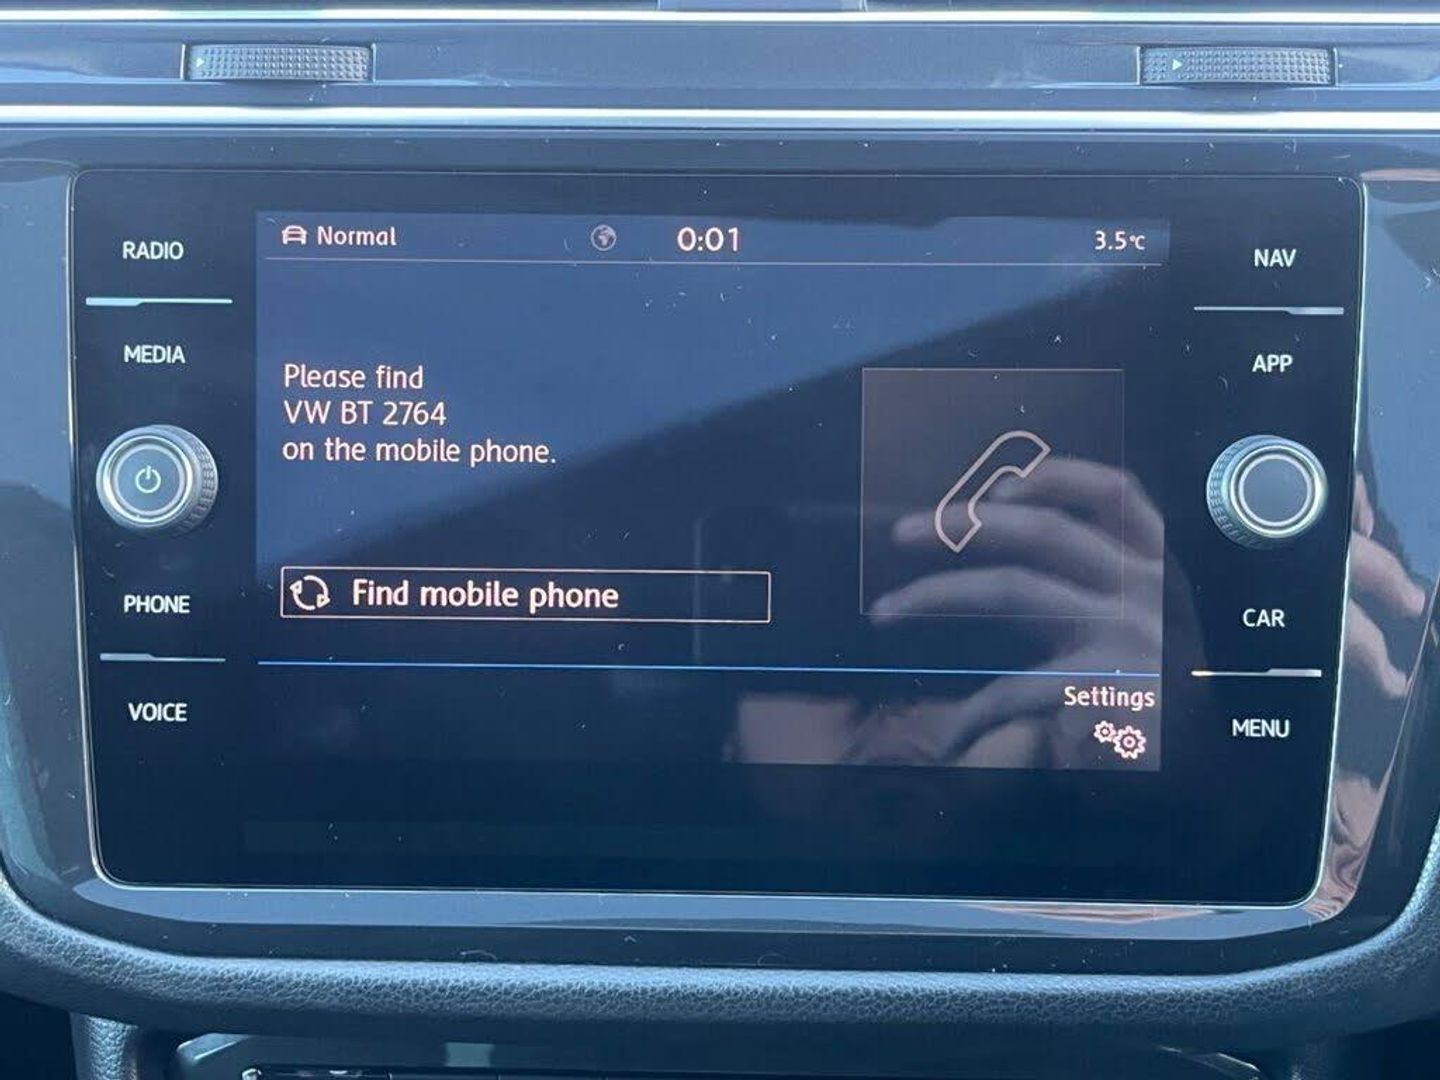 RADIO
MEDIA
PHONE
VOICE
Normal
0:01
3.5°C
Please find
VW BT 2764
on the mobile phone.
Find mobile phone
Settings
NAV
APP
CAR
MENU